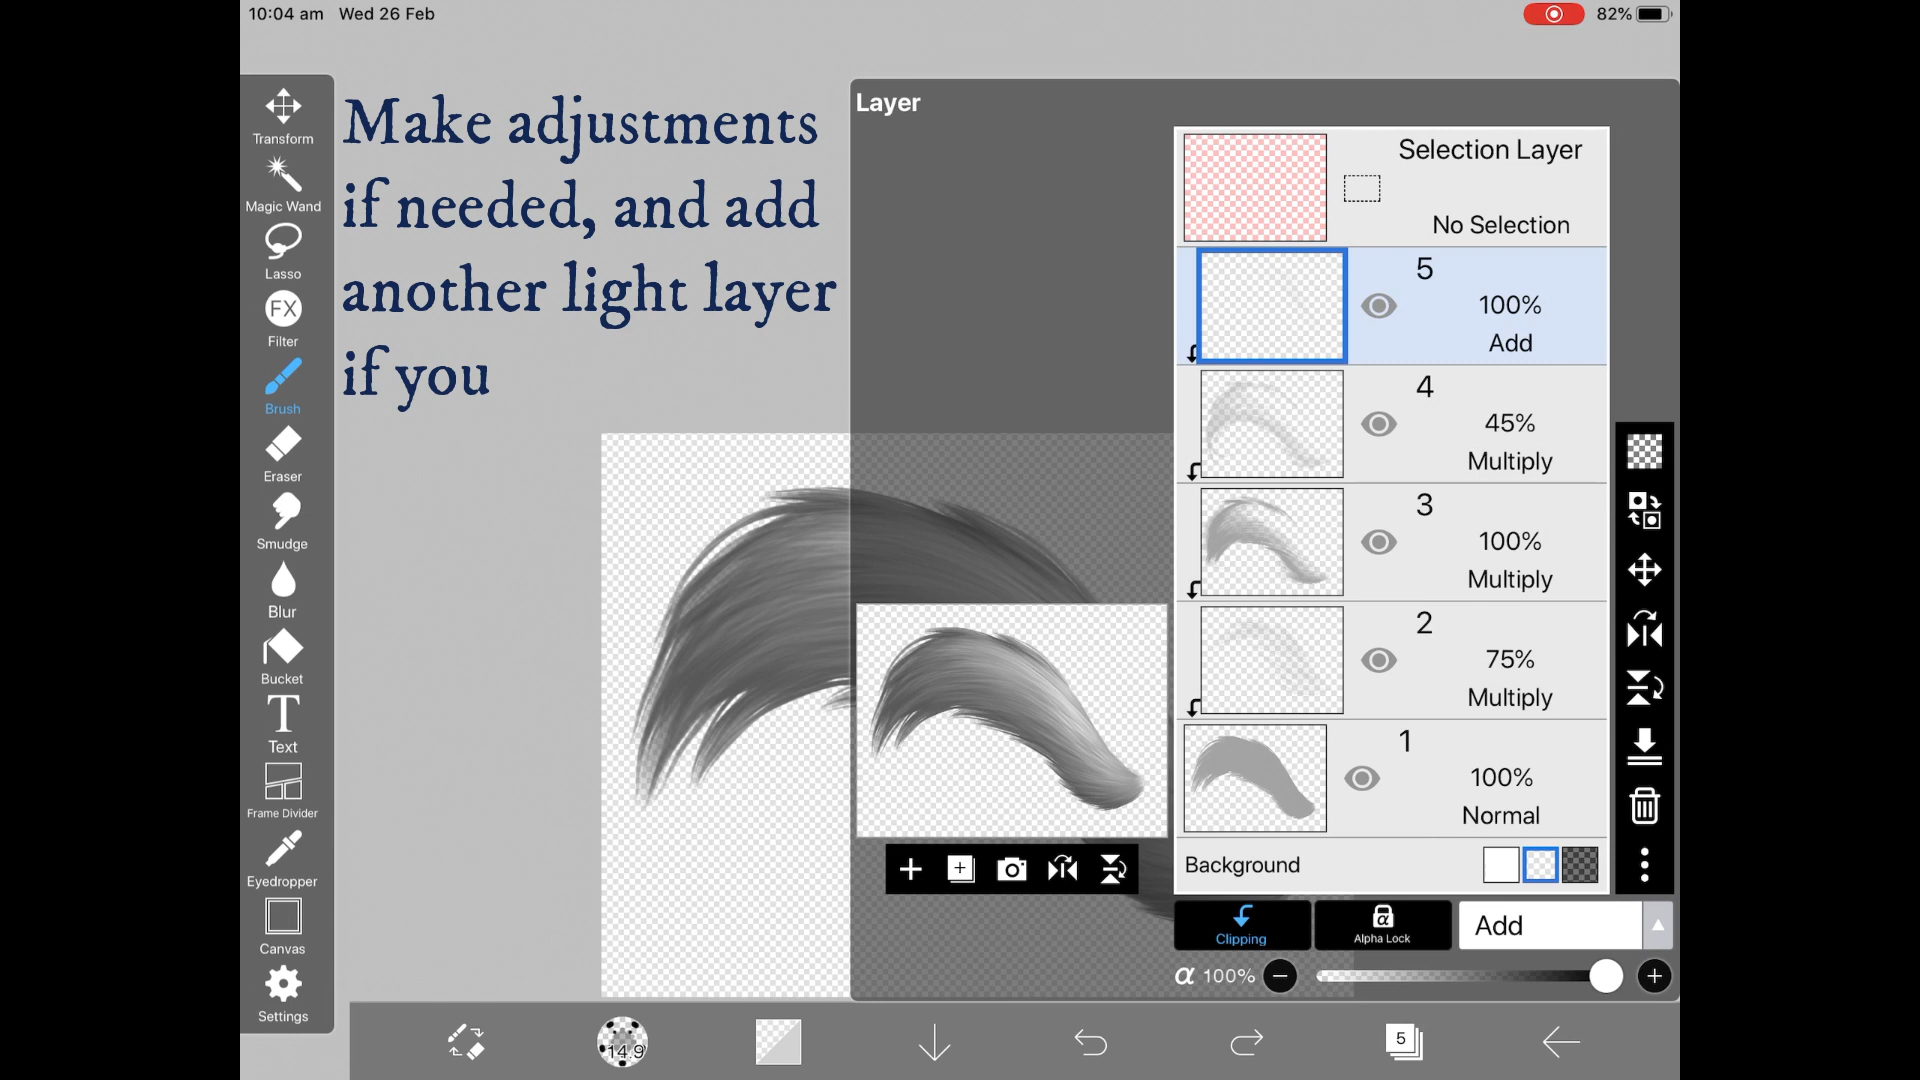 10:04 am Wed 26 Feb
82%
Transform
Magic Wand
Lasso
FX
Filter
Brush
Eraser
Smudge
Blur
Bucket
T
Text
Frame Divider
Eyedropper
Canvas
Settings
Make adjustments
if needed, and add
another light layer
if you
Layer
Selection Layer
No Selection
5
100%
Add
4
45%
Multiply
3
100%
Multiply
2
75%
Multiply
1
100%
Normal
Background
Clipping
α
Alpha Lock
Add
α 100%
14.9
5